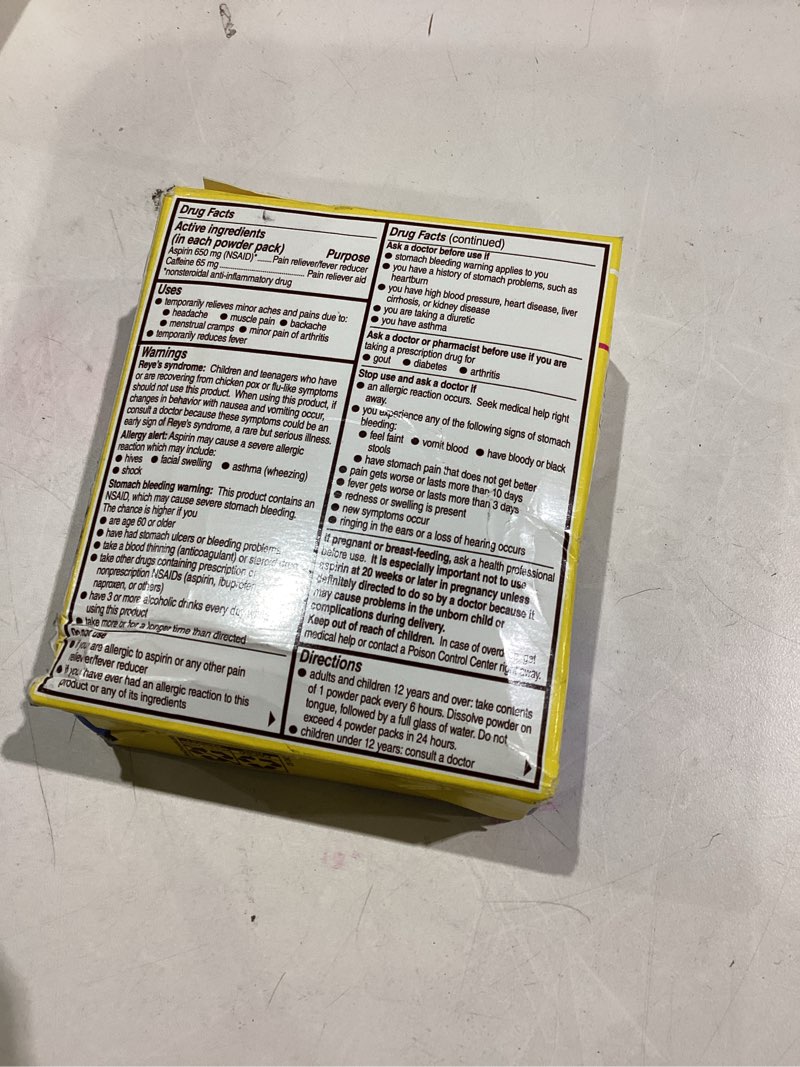 Drug Facts
Active ingredients
(in each powder pack) Purpose
Aspirin 650 mg (NSAID)*.....Pain reliever/fever reducer
Caffeine 65 mg.....Pain reliever aid
*nonsteroidal anti-inflammatory drug
Uses
● temporarily relieves minor aches and pains due to:
● headache ● muscle pain ● backache
● menstrual cramps ● minor pain of arthritis
● temporarily reduces fever
Warnings
Reye's syndrome: Children and teenagers who have
or are recovering from chicken pox or flu-like symptoms
should not use this product. When using this product, if
changes in behavior with nausea and vomiting occur,
consult a doctor because these symptoms could be an
early sign of Reye's syndrome, a rare but serious illness.
Allergy alert: Aspirin may cause a severe allergic
reaction which may include:
● hives ● facial swelling ● asthma (wheezing)
● shock
Stomach bleeding warning: This product contains an
NSAID, which may cause severe stomach bleeding.
The chance is higher if you
● are age 60 or older
● have had stomach ulcers or bleeding problems
● take a blood thinning (anticoagulant) or steroid drug
● take other drugs containing prescription or
nonprescription NSAIDs (aspirin, ibuprofen,
naproxen, or others)
● have 3 or more alcoholic drinks every
using this product
● take more or for a longer time than directed
Do not use
● if you are allergic to aspirin or any other pain
reliever/fever reducer
● if you have ever had an allergic reaction to this
product or any of its ingredients
Drug Facts (continued)
Ask a doctor before use if
● stomach bleeding warning applies to you
● you have a history of stomach problems, such as
heartburn
● you have high blood pressure, heart disease, liver
cirrhosis, or kidney disease
● you are taking a diuretic
● you have asthma
Ask a doctor or pharmacist before use if you are
taking a prescription drug for
● gout ● diabetes ● arthritis
Stop use and ask a doctor if
● an allergic reaction occurs. Seek medical help right
away.
● you experience any of the following signs of stomach
bleeding:
● feel faint ● vomit blood ● have bloody or black
stools
● have stomach pain that does not get better
● pain gets worse or lasts more than 10 days
● fever gets worse or lasts more than 3 days
● redness or swelling is present
● new symptoms occur
● ringing in the ears or a loss of hearing occurs
If pregnant or breast-feeding, ask a health professional
before use. It is especially important not to use
aspirin at 20 weeks or later in pregnancy unless
definitely directed to do so by a doctor because it
may cause problems in the unborn child or
complications during delivery.
Keep out of reach of children. In case of overdose, get
medical help or contact a Poison Control Center right away.
Directions
● adults and children 12 years and over: take contents
of 1 powder pack every 6 hours. Dissolve powder on
tongue, followed by a full glass of water. Do not
exceed 4 powder packs in 24 hours.
● children under 12 years: consult a doctor